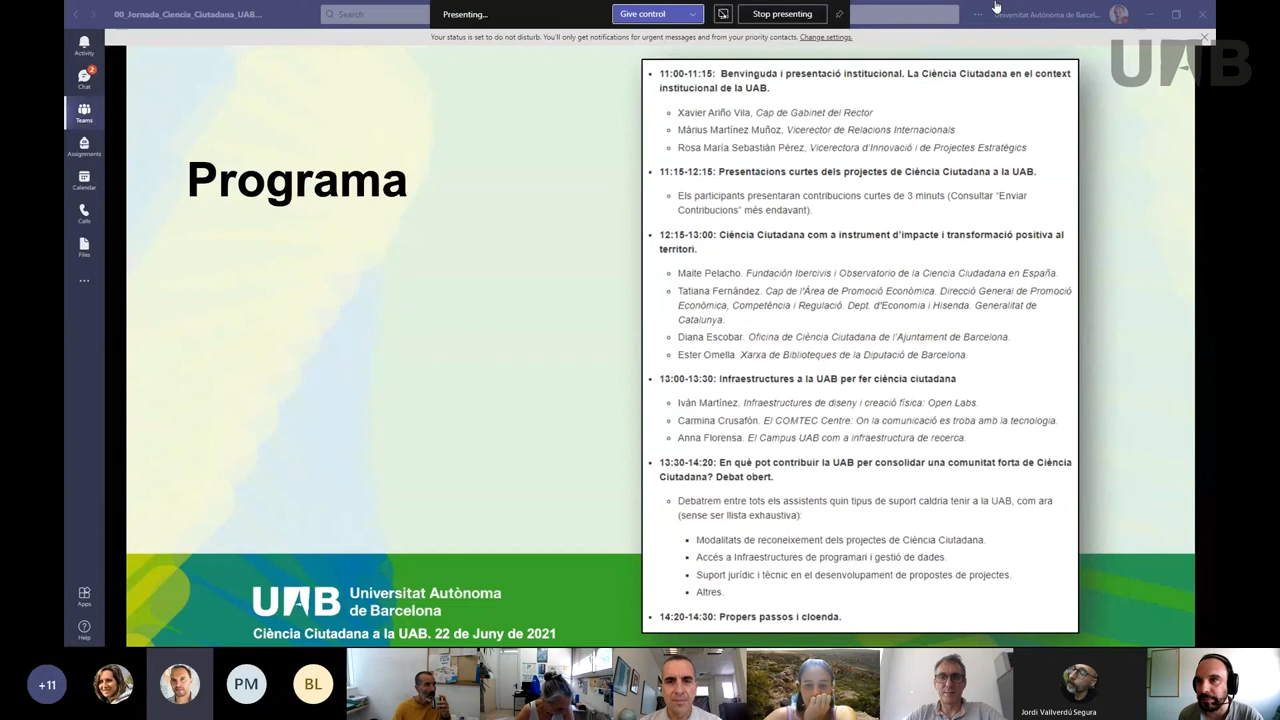 00_Jornada_Ciencia_Ciutadana_UAB...
Search
Presenting...
Give control
Stop presenting
Universitat Autònoma de Barcel...
Your status is set to do not disturb. You'll only get notifications for urgent messages and from your priority contacts. Change settings.
UAB
Activity
2
Chat
Teams
Assignments
Calendar
Calls
Files
Apps
Help
Programa
11:00-11:15: Benvinguda i presentació institucional. La Ciència Ciutadana en el context
institucional de la UAB.
Xavier Ariño Vila, Cap de Gabinet del Rector
Màrius Martínez Muñoz, Vicerector de Relacions Internacionals
Rosa María Sebastián Pérez, Vicerectora d'Innovació i de Projectes Estratègics
11:15-12:15: Presentacions curtes dels projectes de Ciència Ciutadana a la UAB.
Els participants presentaran contribucions curtes de 3 minuts (Consultar "Enviar
Contribucions" més endavant).
12:15-13:00: Ciència Ciutadana com a instrument d'impacte i transformació positiva al
territori.
Maite Pelacho. Fundación Ibercivis i Observatorio de la Ciencia Ciudadana en España.
Tatiana Fernández. Cap de l'Àrea de Promoció Econòmica. Direcció General de Promoció
Econòmica, Competència i Regulació. Dept. d'Economia i Hisenda. Generalitat de
Catalunya.
Diana Escobar. Oficina de Ciència Ciutadana de l'Ajuntament de Barcelona.
Ester Omella. Xarxa de Biblioteques de la Diputació de Barcelona.
13:00-13:30: Infraestructures a la UAB per fer ciència ciutadana
Iván Martínez. Infraestructures de diseny i creació física: Open Labs.
Carmina Crusafón. El COMTEC Centre: On la comunicació es troba amb la tecnologia.
Anna Florensa. El Campus UAB com a infraestructura de recerca.
13:30-14:20: En què pot contribuir la UAB per consolidar una comunitat forta de Ciència
Ciutadana? Debat obert.
Debatrem entre tots els assistents quin tipus de suport caldria tenir a la UAB, com ara
(sense ser llista exhaustiva):
Modalitats de reconeixement dels projectes de Ciència Ciutadana.
Accés a Infraestructures de programari i gestió de dades.
Suport jurídic i tècnic en el desenvolupament de propostes de projectes.
Altres.
14:20-14:30: Propers passos i cloenda.
UAB Universitat Autònoma
de Barcelona
Ciència Ciutadana a la UAB. 22 de Juny de 2021
+11
PM
BL
Jordi Vallverdú Segura